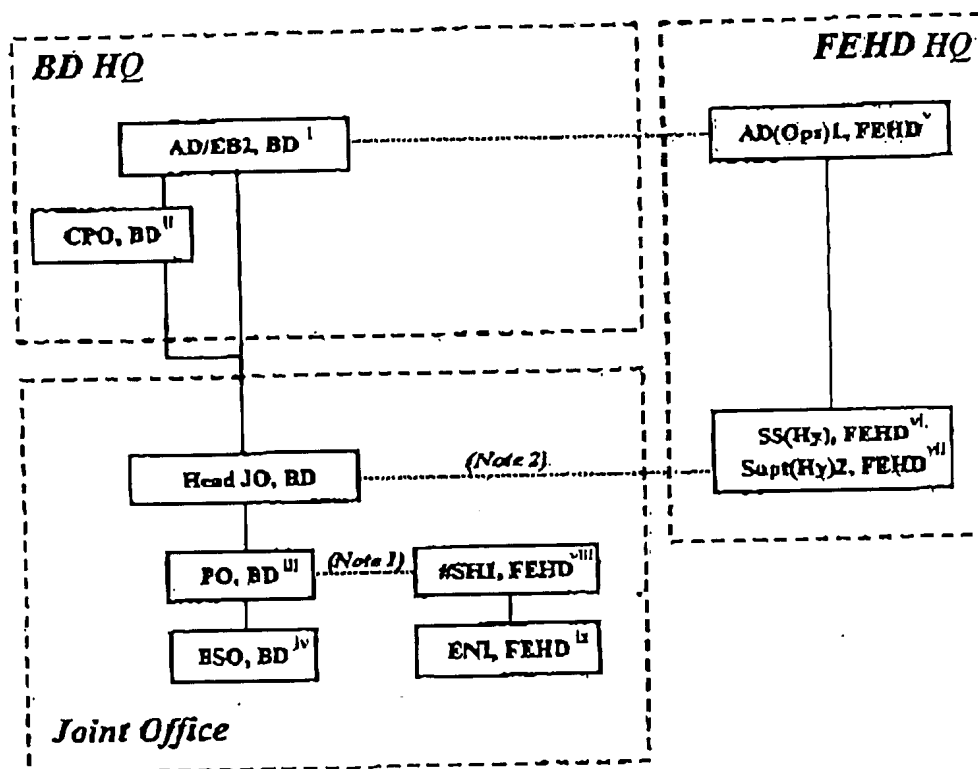 BD HQ
FEHD HQ
AD/EB2, BD i
AD(Ops)1, FEHD v
CPO, BD ii
SS(Hy), FEHD vi.
Supt(Hy)2, FEHD vii
Head JO, BD
(Note 2)
PO, BD iii
(Note 1)
#SHI, FEHD viii
BSO, BD iv
ENI, FEHD ix
Joint Office